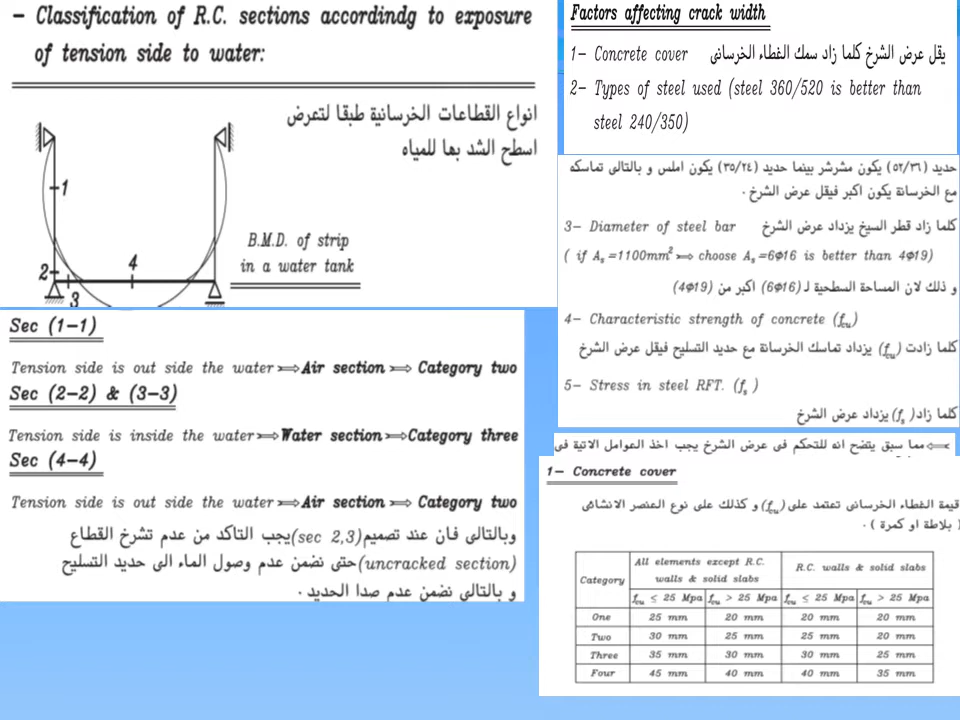 – Classification of R.C. sections accordindg to exposure
of tension side to water:
انواع القطاعات الخرسانية طبقا لتعرض
اسطح الشد بها للمياه
1
2
3
4
B.M.D. of strip
in a water tank
Sec (1–1)
Tension side is out side the water ⟹ Air section ⟹ Category two
Sec (2–2) & (3–3)
Tension side is inside the water ⟹ Water section ⟹ Category three
Sec (4–4)
Tension side is out side the water ⟹ Air section ⟹ Category two
وبالتالى فان عند تصميم (sec 2,3) يجب التاكد من عدم تشرخ القطاع
(uncracked section) حتى نضمن عدم وصول الماء الى حديد التسليح
و بالتالى نضمن عدم صدا الحديد .
Factors affecting crack width
1– Concrete cover يقل عرض الشرخ كلما زاد سمك الغطاء الخرسانى
2– Types of steel used (steel 360/520 is better than
steel 240/350)
حديد (٥٢/٣٦) يكون مشرشر بينما حديد (٣٥/٢٤) يكون املس و بالتالى تماسكه
مع الخرسانة يكون اكبر فيقل عرض الشرخ .
3– Diameter of steel bar كلما زاد قطر السيخ يزداد عرض الشرخ
( if As =1100mm² ⟹ choose As =6Φ16 is better than 4Φ19)
و ذلك لان المساحة السطحية لـ (6Φ16) اكبر من (4Φ19)
4– Characteristic strength of concrete (fcu)
كلما زادت (fcu) يزداد تماسك الخرسانة مع حديد التسليح فيقل عرض الشرخ
5– Stress in steel RFT. (fs )
كلما زاد (fs) يزداد عرض الشرخ
⟸ مما سبق يتضح انه للتحكم فى عرض الشرخ يجب اخذ العوامل الاتية فى
1– Concrete cover
قيمة الغطاء الخرسانى تعتمد على (fcu) و كذلك على نوع العنصر الانشائى
( بلاطة او كمرة ) .
Category All elements except R.C. walls & solid slabs R.C. walls & solid slabs
fcu ≤ 25 Mpa fcu > 25 Mpa fcu ≤ 25 Mpa fcu > 25 Mpa
One 25 mm 20 mm 20 mm 20 mm
Two 30 mm 25 mm 25 mm 20 mm
Three 35 mm 30 mm 30 mm 25 mm
Four 45 mm 40 mm 40 mm 35 mm